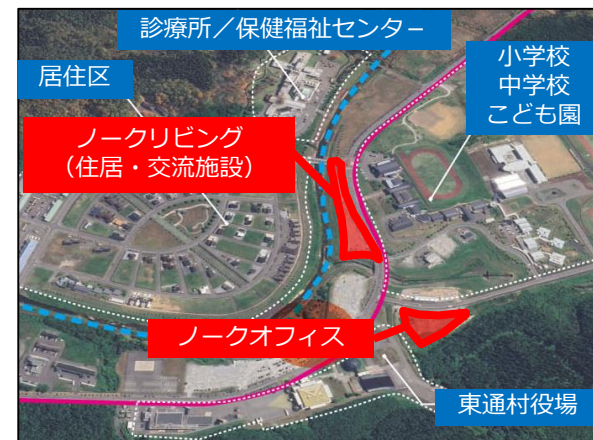 診療所／保健福祉センター
居住区
小学校
中学校
こども園
ノークリビング
（住居・交流施設）
ノークオフィス
東通村役場